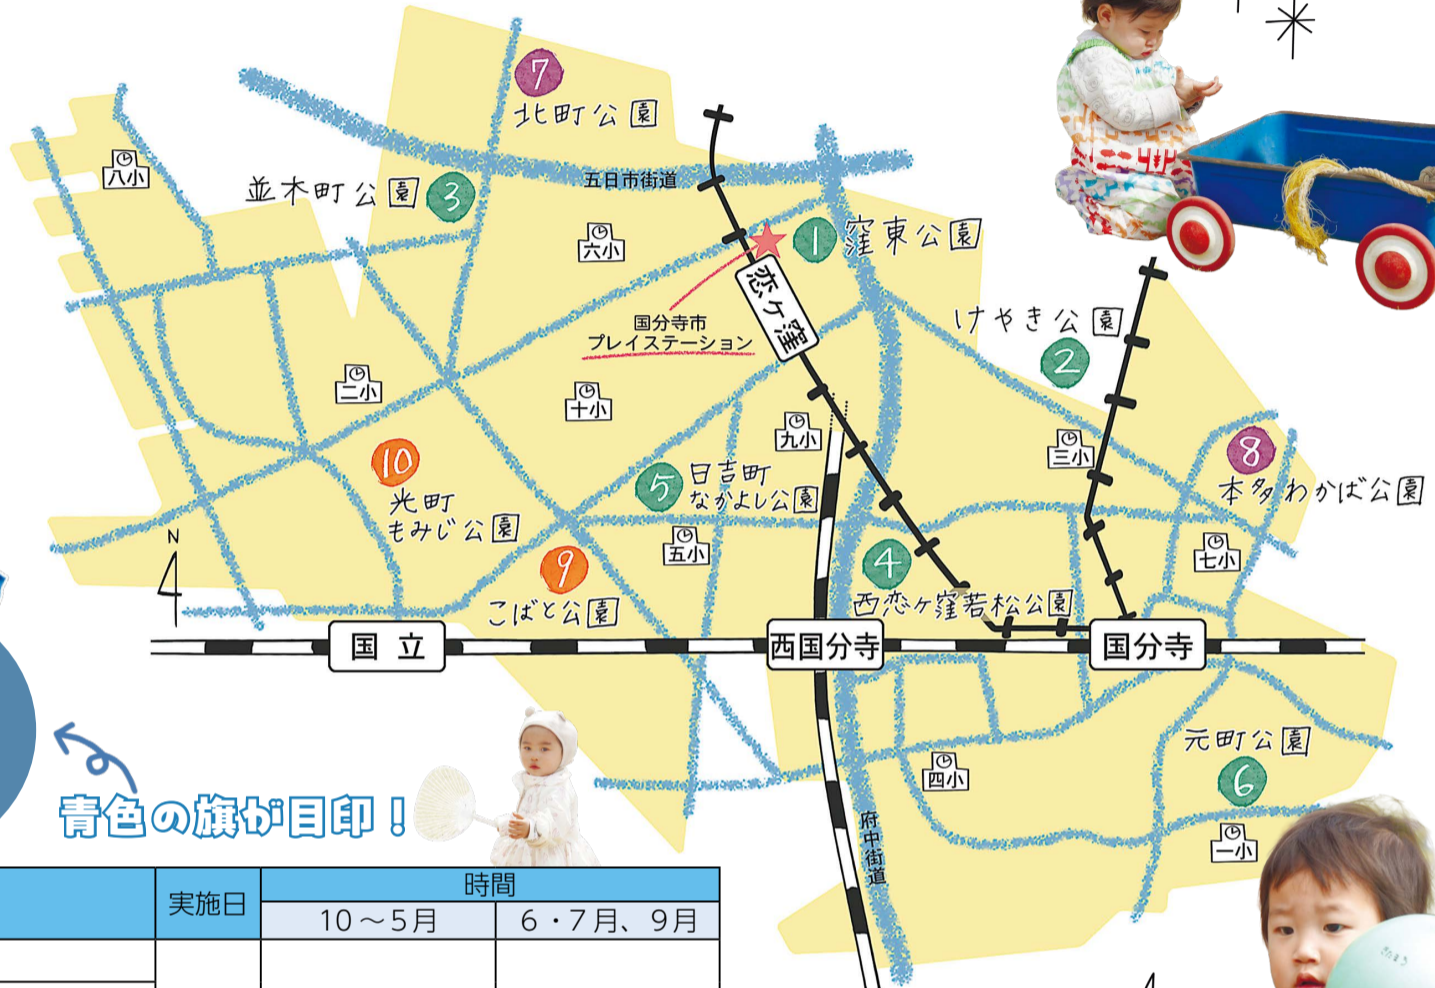 7
北町公園
八小
並木町公園
3
五日市街道
六小
1
窪東公園
恋ヶ窪
国分寺市
プレイステーション
けやき公園
2
二小
十小
九小
三小
8
本多わかば公園
10
光町
もみじ公園
5
日吉町
なかよし公園
N
五小
七小
9
こばと公園
4
西恋ヶ窪若松公園
国立
西国分寺
国分寺
元町公園
6
四小
一小
府中街道
青色の旗が目印！
実施日
時間
10～5月
6・7月、9月